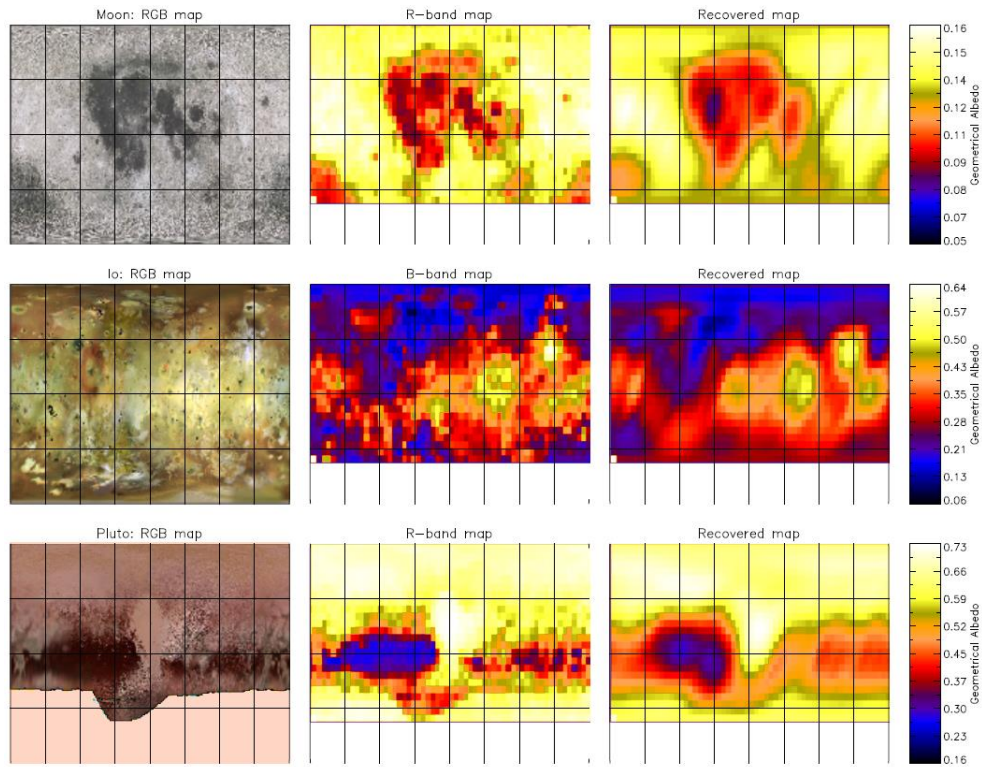 Moon: RGB map
R-band map
Recovered map
0.16
0.16
0.14
0.12
0.11
0.09
0.08
0.07
0.05
Geometrical Albedo
Io: RGB map
B-band map
Recovered map
0.64
0.57
0.50
0.43
0.35
0.28
0.21
0.13
0.06
Geometrical Albedo
Pluto: RGB map
R-band map
Recovered map
0.73
0.66
0.59
0.52
0.45
0.37
0.30
0.23
0.16
Geometrical Albedo